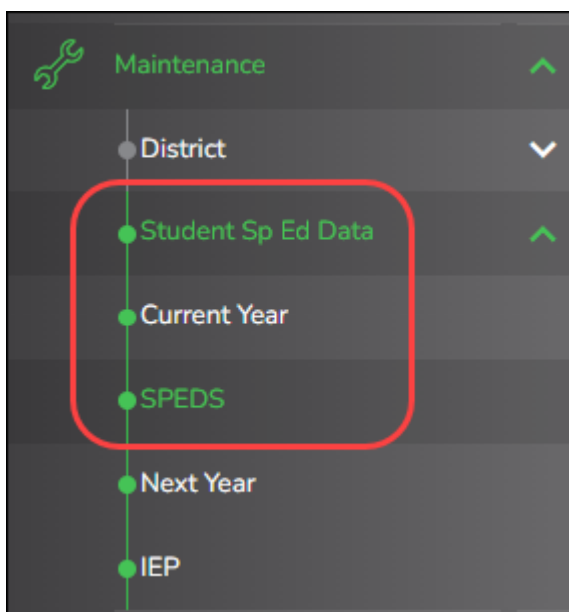 Maintenance
District
Student Sp Ed Data
Current Year
SPEDS
Next Year
IEP